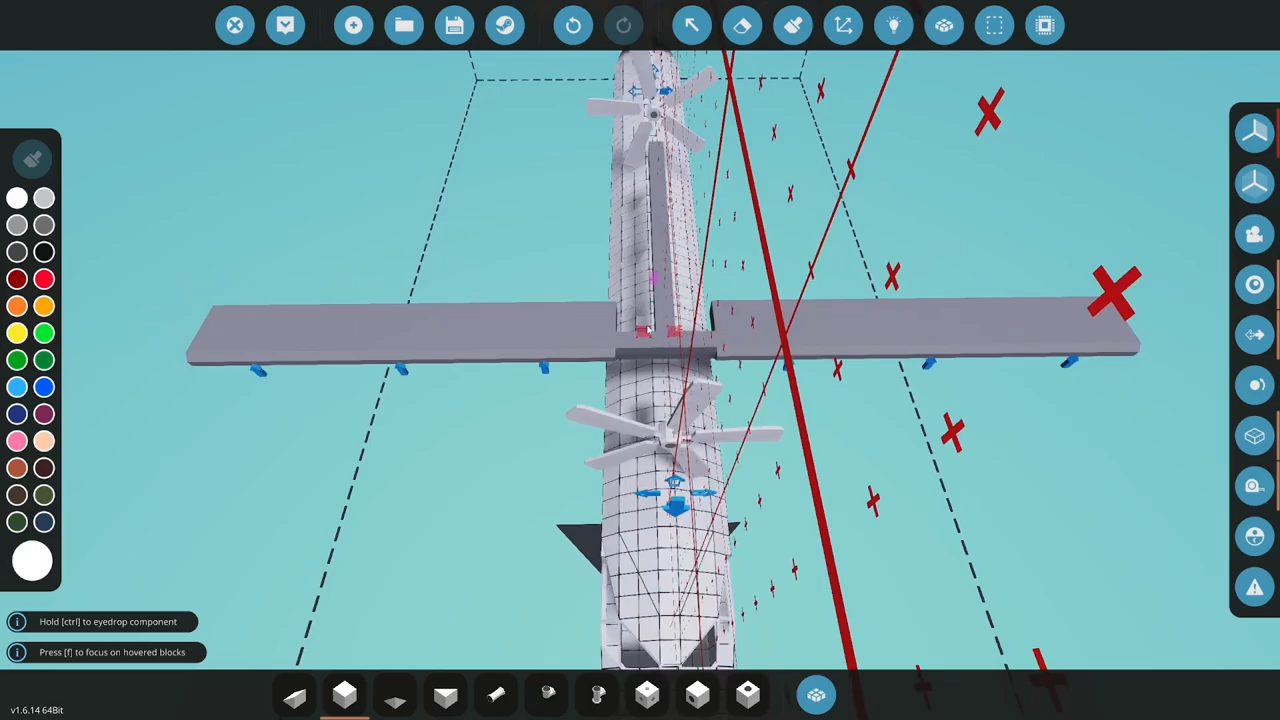 Hold [ctrl] to eyedrop component
Press [f] to focus on hovered blocks
v1.6.14 64Bit